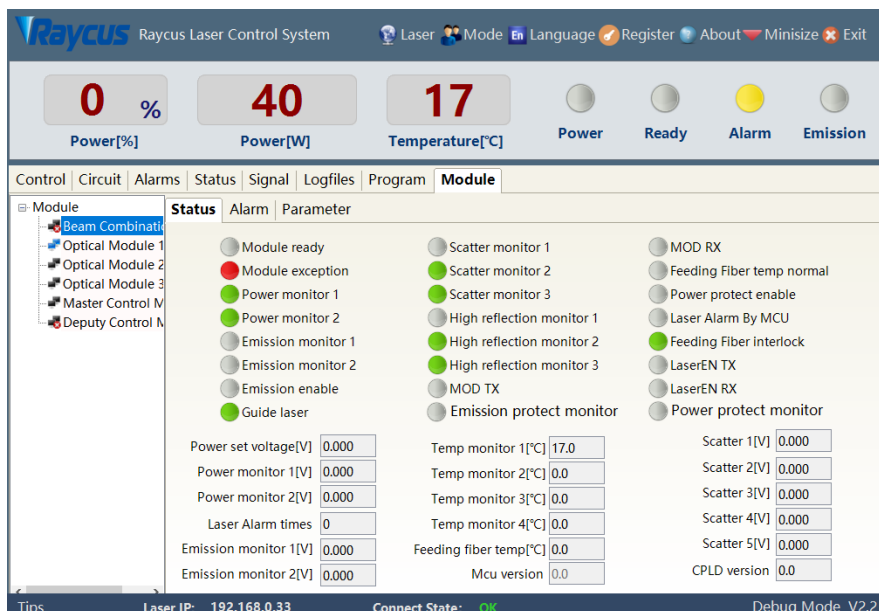 Raycus Raycus Laser Control System Laser Mode En Language Register About Minisize Exit
0 % 40 17
Power[%] Power[W] Temperature[℃] Power Ready Alarm Emission
Control Circuit Alarms Status Signal Logfiles Program Module
Module
Beam Combinati
Optical Module 1
Optical Module 2
Optical Module 3
Master Control M
Deputy Control M
Status Alarm Parameter
Module ready
Module exception
Power monitor 1
Power monitor 2
Emission monitor 1
Emission monitor 2
Emission enable
Guide laser
Scatter monitor 1
Scatter monitor 2
Scatter monitor 3
High reflection monitor 1
High reflection monitor 2
High reflection monitor 3
MOD TX
Emission protect monitor
MOD RX
Feeding Fiber temp normal
Power protect enable
Laser Alarm By MCU
Feeding Fiber interlock
LaserEN TX
LaserEN RX
Power protect monitor
Power set voltage[V] 0.000
Power monitor 1[V] 0.000
Power monitor 2[V] 0.000
Laser Alarm times 0
Emission monitor 1[V] 0.000
Emission monitor 2[V] 0.000
Temp monitor 1[℃] 17.0
Temp monitor 2[℃] 0.0
Temp monitor 3[℃] 0.0
Temp monitor 4[℃] 0.0
Feeding fiber temp[℃] 0.0
Mcu version 0.0
Scatter 1[V] 0.000
Scatter 2[V] 0.000
Scatter 3[V] 0.000
Scatter 4[V] 0.000
Scatter 5[V] 0.000
CPLD version 0.0
Tips Laser IP: 192.168.0.33 Connect State: OK Debug Mode V2.2